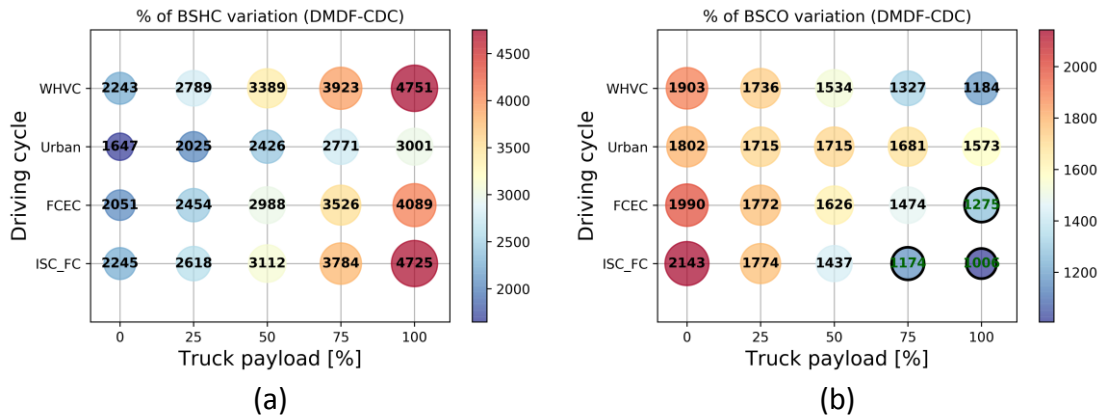 % of BSHC variation (DMDF-CDC)
Driving cycle
WHVC 2243 2789 3389 3923 4751
Urban 1647 2025 2426 2771 3001
FCEC 2051 2454 2988 3526 4089
ISC_FC 2245 2618 3112 3784 4725
0 25 50 75 100
Truck payload [%]
4500
4000
3500
3000
2500
2000
(a)
% of BSCO variation (DMDF-CDC)
Driving cycle
WHVC 1903 1736 1534 1327 1184
Urban 1802 1715 1715 1681 1573
FCEC 1990 1772 1626 1474 1275
ISC_FC 2143 1774 1437 1174 1006
0 25 50 75 100
Truck payload [%]
2000
1800
1600
1400
1200
(b)